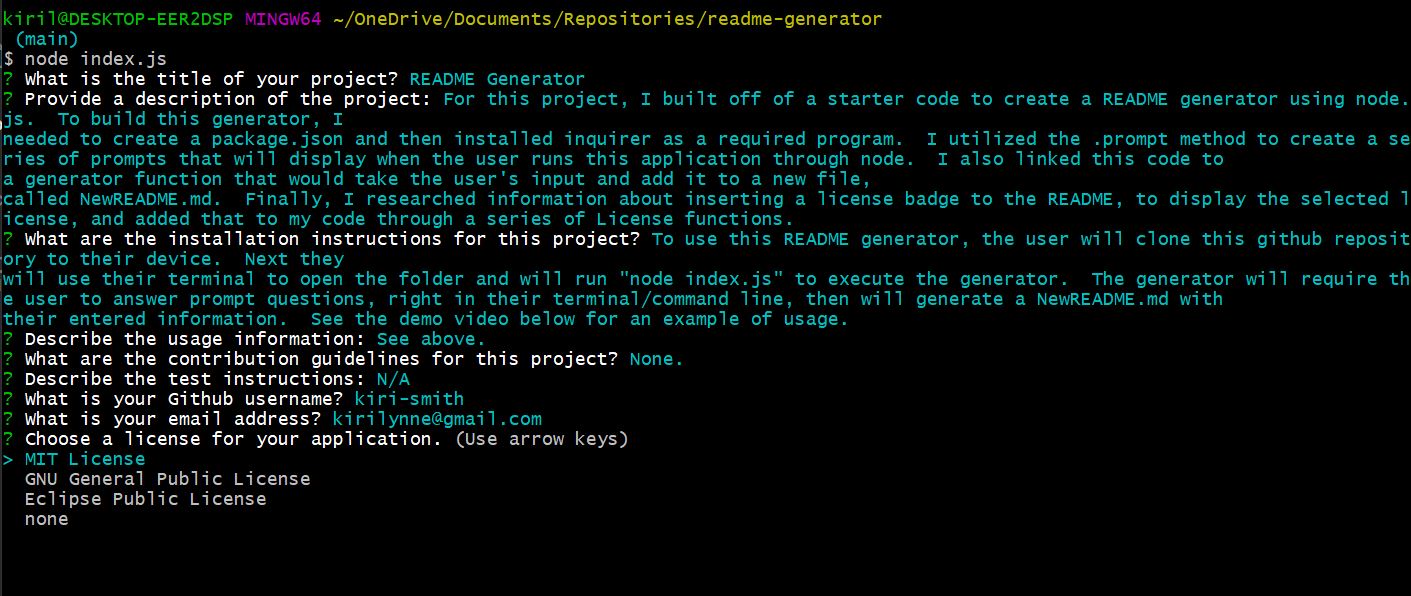 kiril@DESKTOP-EER2DSP MINGW64 ~/OneDrive/Documents/Repositories/readme-generator
(main)
$ node index.js
? What is the title of your project? README Generator
? Provide a description of the project: For this project, I built off of a starter code to create a README generator using node.
js.  To build this generator, I
needed to create a package.json and then installed inquirer as a required program.  I utilized the .prompt method to create a se
ries of prompts that will display when the user runs this application through node.  I also linked this code to
a generator function that would take the user's input and add it to a new file,
called NewREADME.md.  Finally, I researched information about inserting a license badge to the README, to display the selected l
icense, and added that to my code through a series of License functions.
? What are the installation instructions for this project? To use this README generator, the user will clone this github reposit
ory to their device.  Next they
will use their terminal to open the folder and will run "node index.js" to execute the generator.  The generator will require th
e user to answer prompt questions, right in their terminal/command line, then will generate a NewREADME.md with
their entered information.  See the demo video below for an example of usage.
? Describe the usage information: See above.
? What are the contribution guidelines for this project? None.
? Describe the test instructions: N/A
? What is your Github username? kiri-smith
? What is your email address? kirilynne@gmail.com
? Choose a license for your application. (Use arrow keys)
> MIT License
GNU General Public License
Eclipse Public License
none